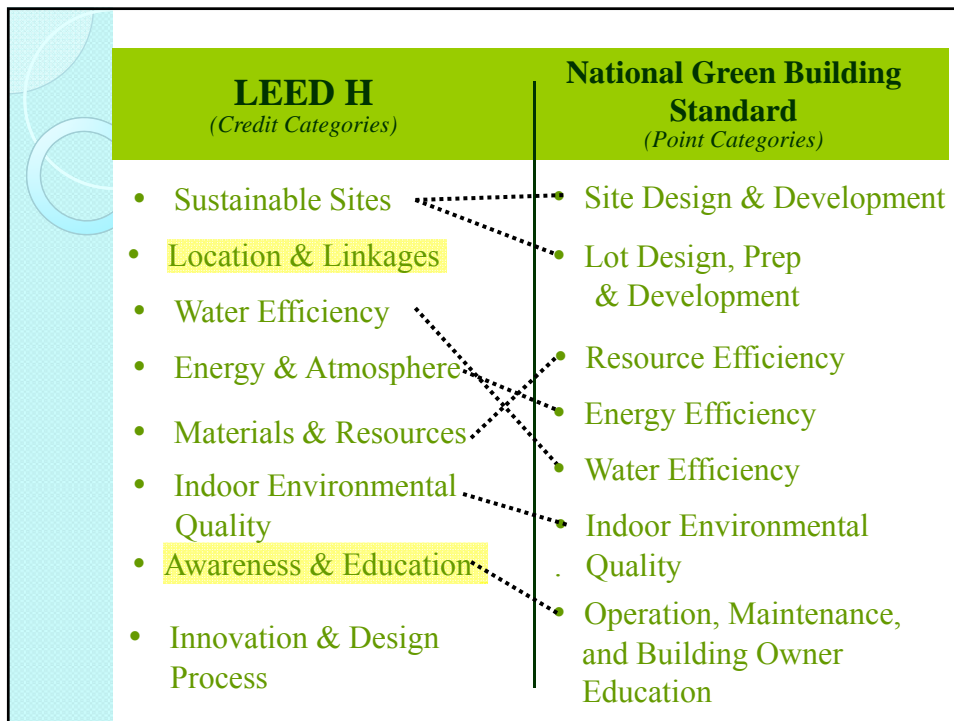 LEED H
(Credit Categories)
• Sustainable Sites
• Location & Linkages
• Water Efficiency
• Energy & Atmosphere
• Materials & Resources
• Indoor Environmental
Quality
• Awareness & Education
• Innovation & Design
Process
National Green Building
Standard
(Point Categories)
• Site Design & Development
• Lot Design, Prep
& Development
• Resource Efficiency
• Energy Efficiency
• Water Efficiency
• Indoor Environmental
. Quality
• Operation, Maintenance,
and Building Owner
Education